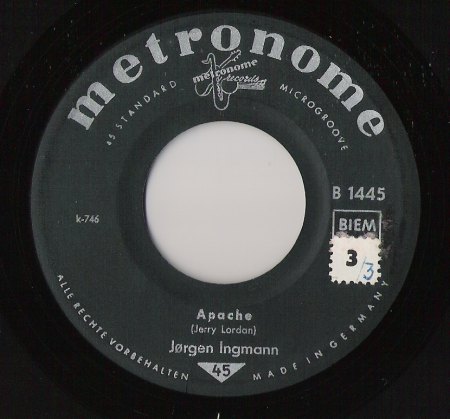 metronome
metronome
records
45 STANDARD MICROGROOVE
B 1445
k-746
BIEM
3
/3
Apache
(Jerry Lordan)
Jørgen Ingmann
45
ALLE RECHTE VORBEHALTEN
MADE IN GERMANY